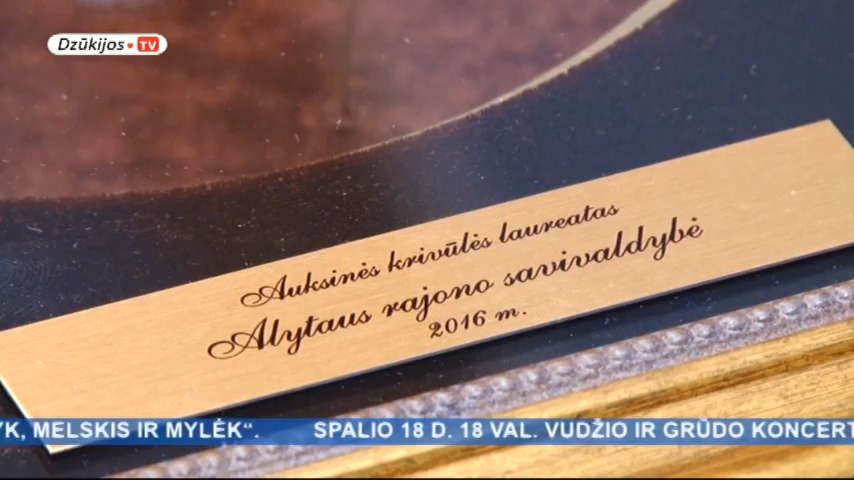 Dzūkijos TV
Auksinės krivūlės laureatas
Alytaus rajono savivaldybė
2016 m.
YK, MELSKIS IR MYLĖK“. SPALIO 18 D. 18 VAL. VUDŽIO IR GRŪDO KONCERT